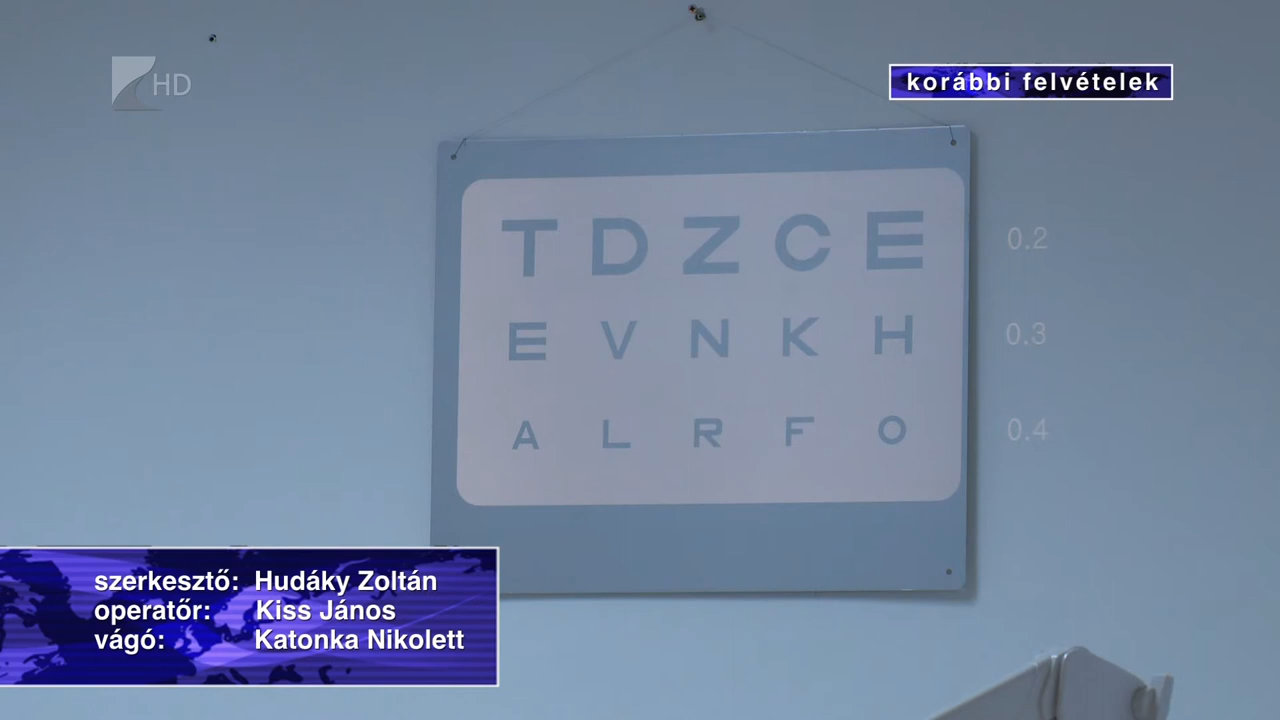 HD
korábbi felvételek
T D Z C E 0.2
E V N K H 0.3
A L R F O 0.4
szerkesztő: Hudáky Zoltán
operatőr: Kiss János
vágó: Katonka Nikolett